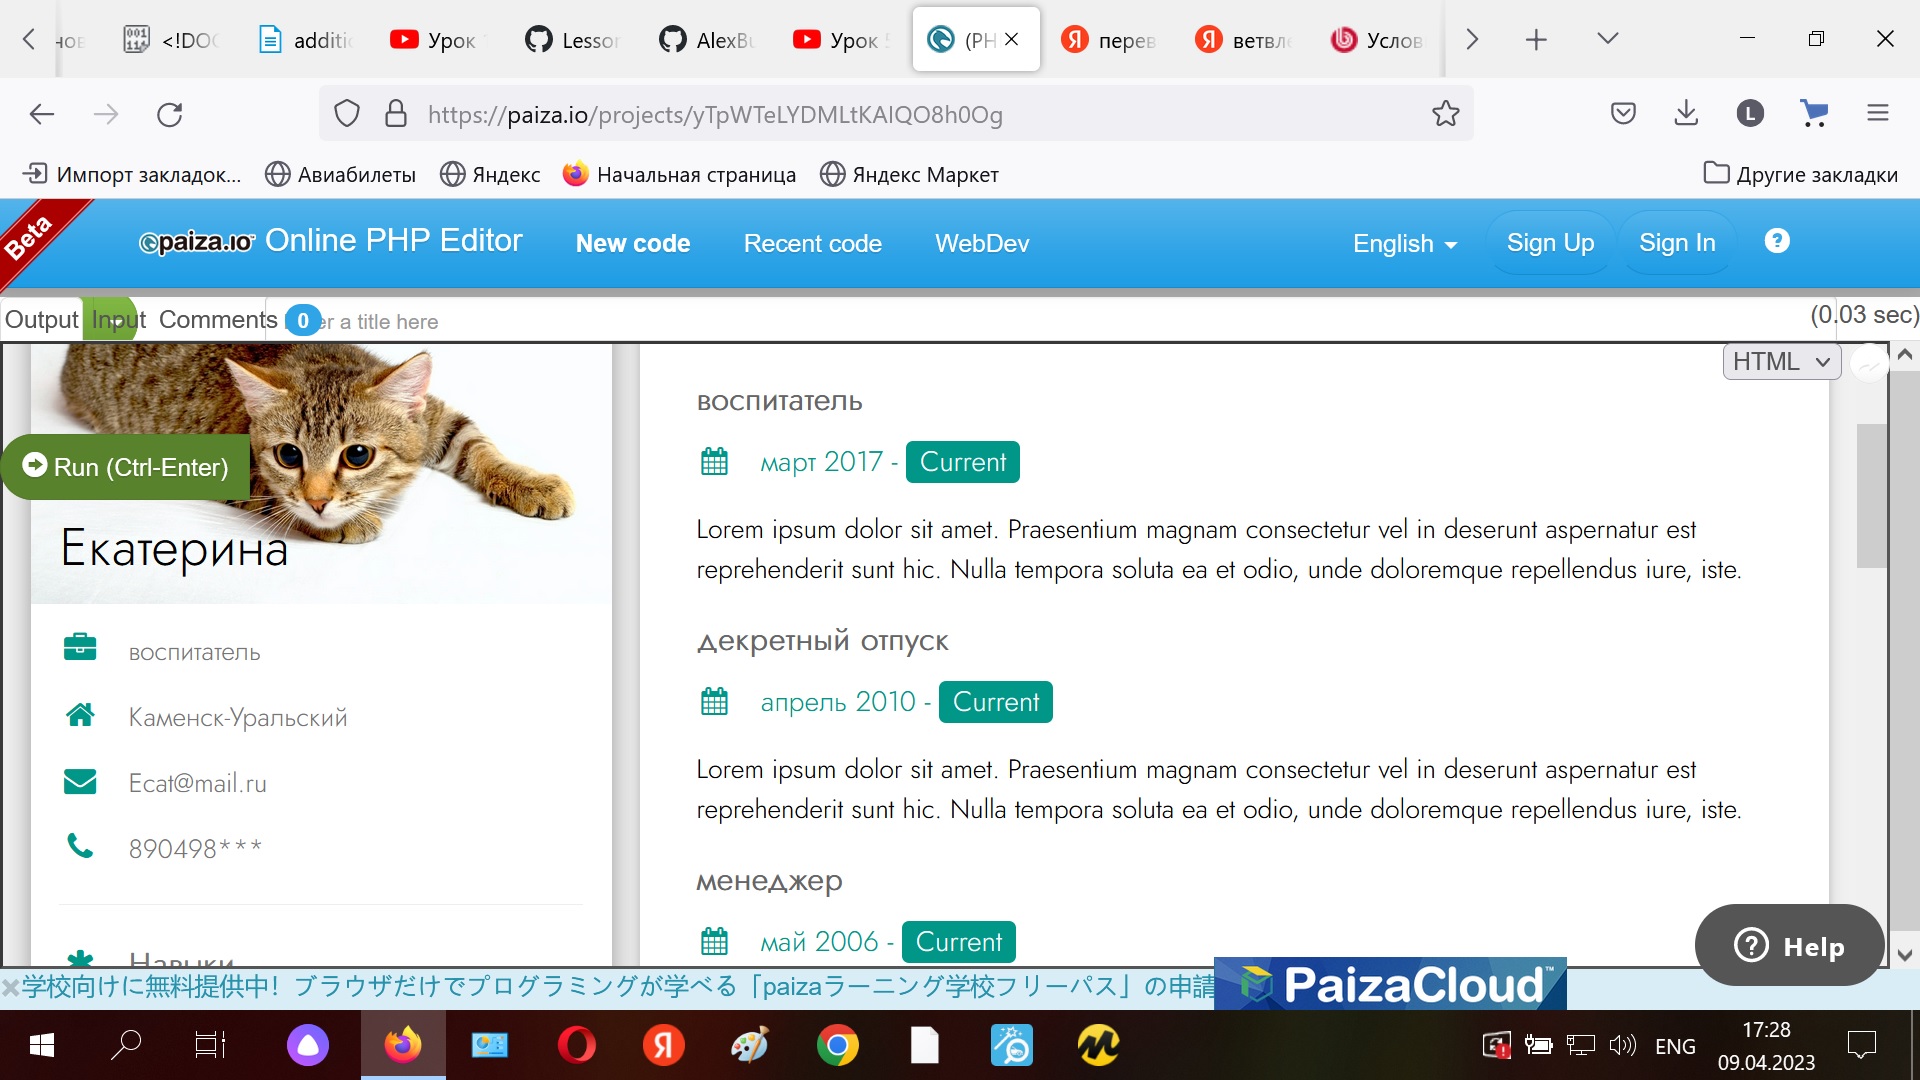 нов
<!DOC
additio
Урок 1
Lesson
AlexBu
Урок 5
(PH
перев
ветвле
Услов
https://paiza.io/projects/yTpWTeLYDMLtKAIQO8h0Og
L
Импорт закладок...
Авиабилеты
Яндекс
Начальная страница
Яндекс Маркет
Другие закладки
Beta
paiza.io Online PHP Editor
New code
Recent code
WebDev
English
Sign Up
Sign In
?
Output
Input
Comments
0
er a title here
(0.03 sec)
HTML
Run (Ctrl-Enter)
Екатерина
воспитатель
Каменск-Уральский
Ecat@mail.ru
890498***
Навыки
воспитатель
март 2017 - Current
Lorem ipsum dolor sit amet. Praesentium magnam consectetur vel in deserunt aspernatur est
reprehenderit sunt hic. Nulla tempora soluta ea et odio, unde doloremque repellendus iure, iste.
декретный отпуск
апрель 2010 - Current
Lorem ipsum dolor sit amet. Praesentium magnam consectetur vel in deserunt aspernatur est
reprehenderit sunt hic. Nulla tempora soluta ea et odio, unde doloremque repellendus iure, iste.
менеджер
май 2006 - Current
Help
学校向けに無料提供中！ブラウザだけでプログラミングが学べる「paizaラーニング学校フリーパス」の申請
PaizaCloud
ENG
17:28
09.04.2023